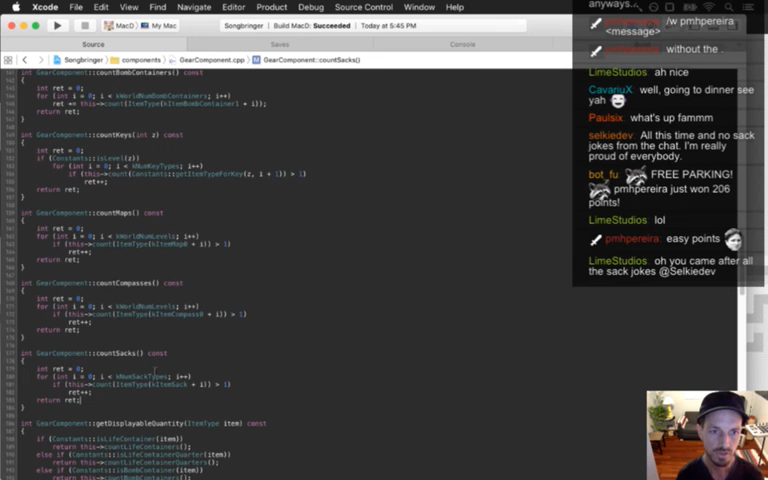 Xcode File Edit View Find Navigate Editor Product Debug Source Control Window Help
MacD My Mac
Songbringer | Build MacD: Succeeded | Today at 5:45 PM
Source
Saves
Console
Songbringer components GearComponent.cpp GearComponent::countSacks()
int GearComponent::countBombContainers() const
{
int ret = 0;
for (int i = 0; i < kWorldNumBombContainers; i++)
ret += this->count(ItemType(kItemBombContainer1 + i));
return ret;
}
int GearComponent::countKeys(int z) const
{
int ret = 0;
if (Constants::isLevel(z))
for (int i = 0; i < kNumKeyTypes; i++)
if (this->count(Constants::getItemTypeForKey(z, i + 1)) > 1)
ret++;
return ret;
}
int GearComponent::countMaps() const
{
int ret = 0;
for (int i = 0; i < kWorldNumLevels; i++)
if (this->count(ItemType(kItemMap0 + i)) > 1)
ret++;
return ret;
}
int GearComponent::countCompasses() const
{
int ret = 0;
for (int i = 0; i < kWorldNumLevels; i++)
if (this->count(ItemType(kItemCompass0 + i)) > 1)
ret++;
return ret;
}
int GearComponent::countSacks() const
{
int ret = 0;
for (int i = 0; i < kNumSackTypes; i++)
if (this->count(ItemType(kItemSack + i)) > 1)
ret++;
return ret;
}
int GearComponent::getDisplayableQuantity(ItemType item) const
{
if (Constants::isLifeContainer(item))
return this->countLifeContainers();
else if (Constants::isLifeContainerQuarter(item))
return this->countLifeContainerQuarters();
else if (Constants::isBombContainer(item))
return this->countBombContainers();
anyways...
pmhpereira: /w pmhpereira
<message>
pmhpereira: without the .
LimeStudios: ah nice
CavariuX: well, going to dinner see
yah
Paulsix: what's up fammm
selkiedev: All this time and no sack
jokes from the chat. I'm really
proud of everybody.
bot_fu: FREE PARKING!
pmhpereira just won 206
points!
LimeStudios: lol
pmhpereira: easy points
LimeStudios: oh you came after all
the sack jokes @Selkiedev